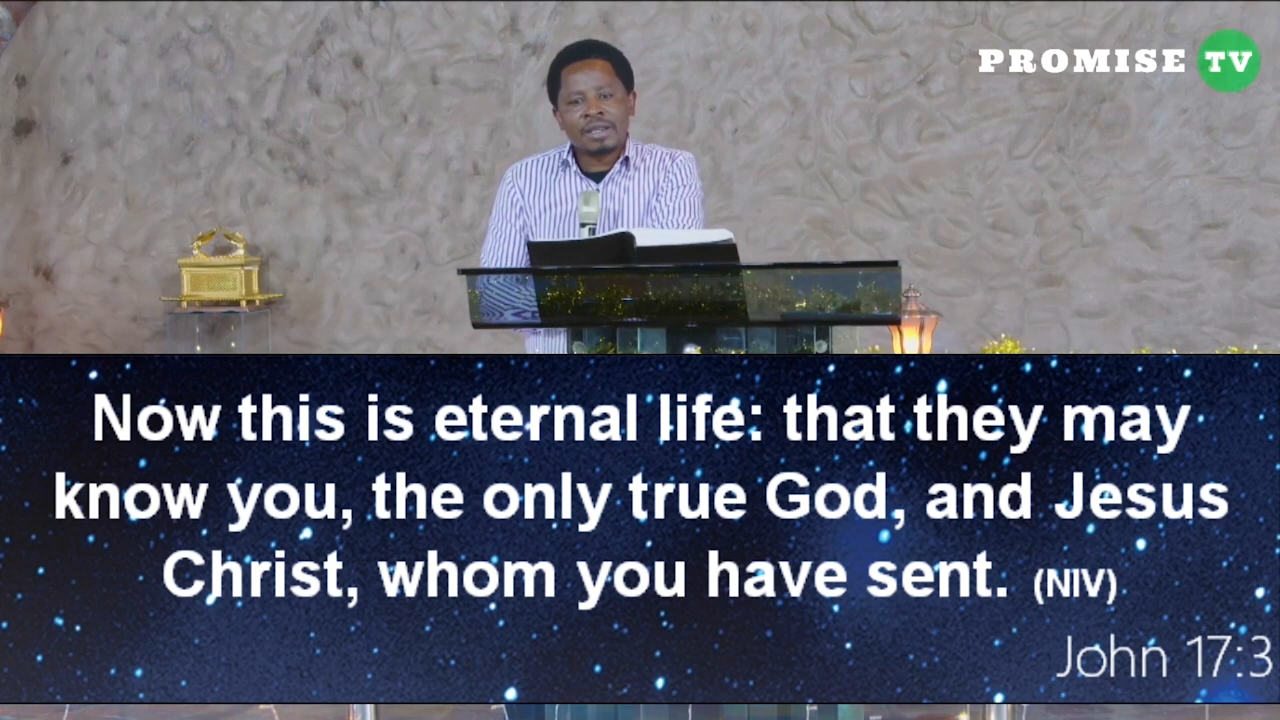 PROMISE TV
Now this is eternal life: that they may
know you, the only true God, and Jesus
Christ, whom you have sent. (NIV)
John 17:3